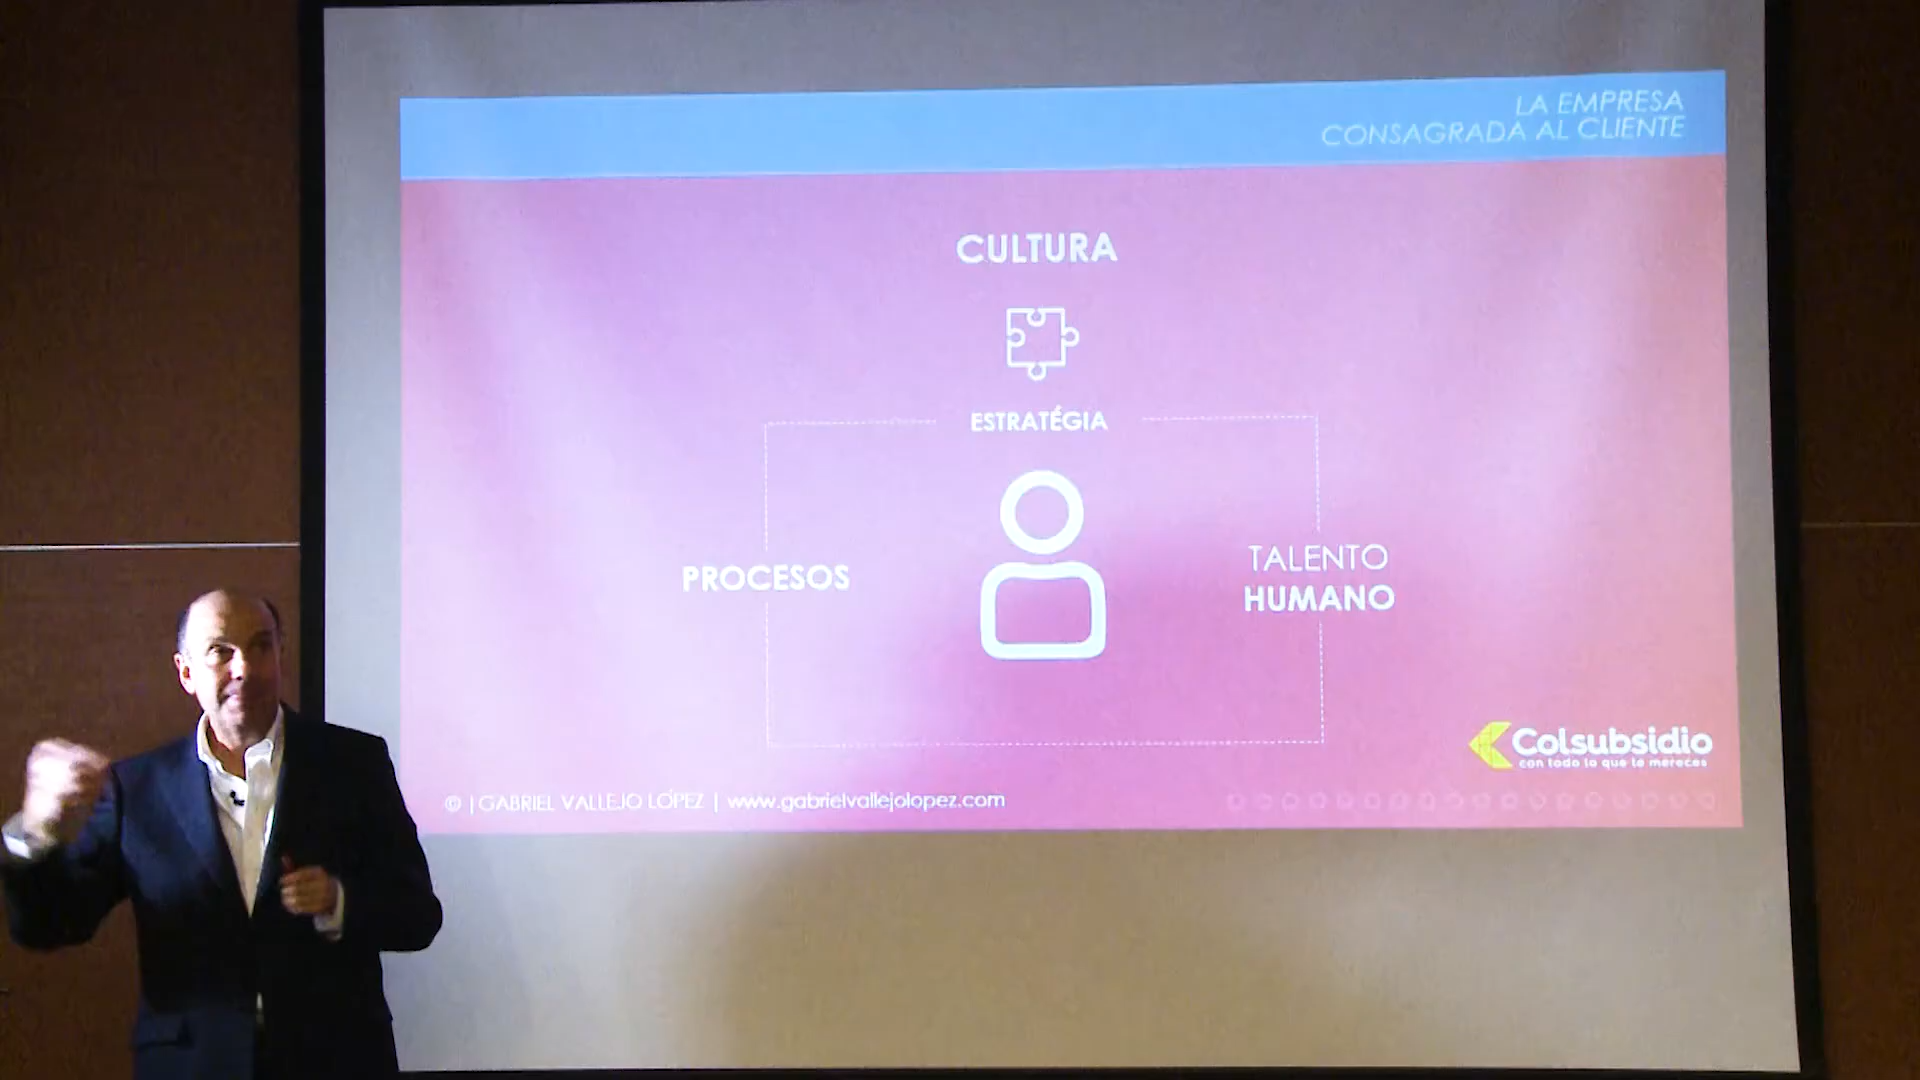 LA EMPRESA
CONSAGRADA AL CLIENTE
CULTURA
ESTRATÉGIA
PROCESOS
TALENTO
HUMANO
Colsubsidio
con todo lo que te mereces
© | GABRIEL VALLEJO LÓPEZ | www.gabrielvallejolopez.com